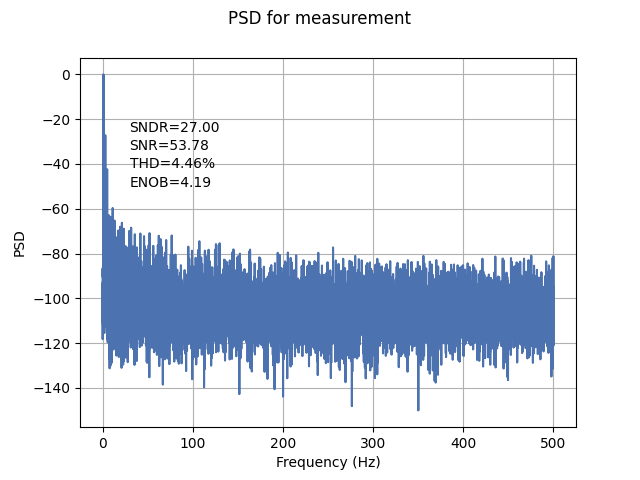 PSD for measurement
0
−20
−40
−60
−80
−100
−120
−140
PSD
SNDR=27.00
SNR=53.78
THD=4.46%
ENOB=4.19
0 100 200 300 400 500
Frequency (Hz)